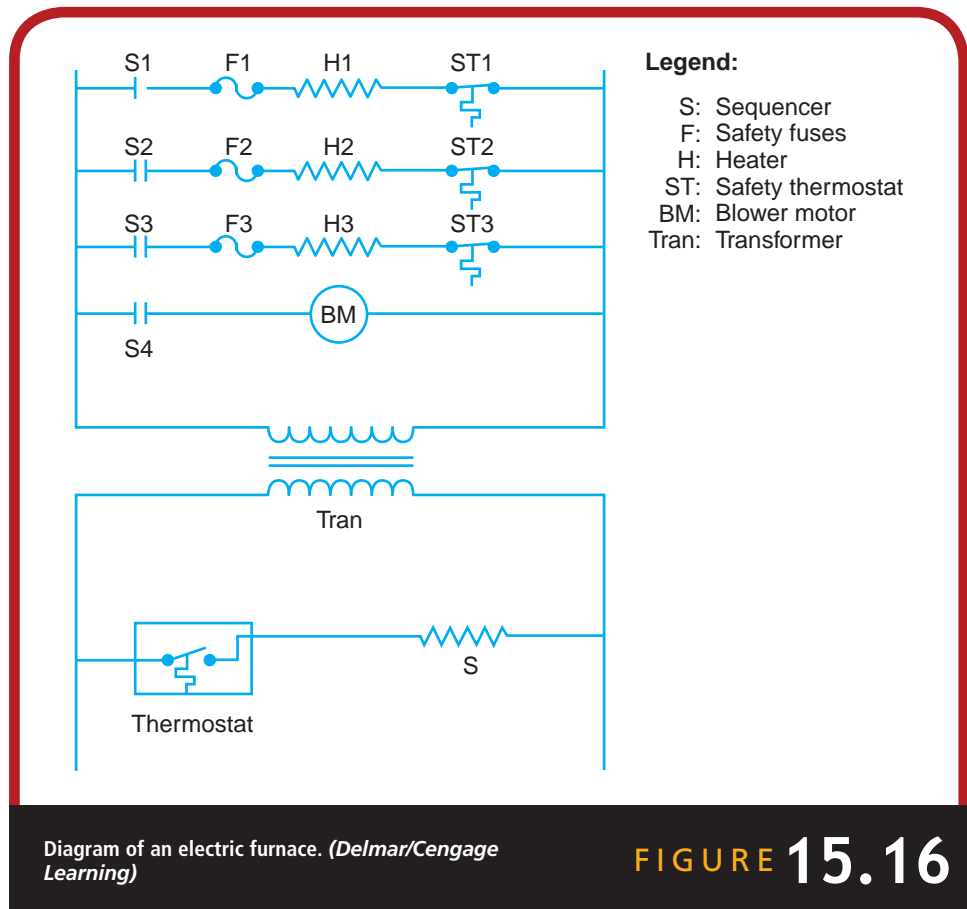 S1 F1 H1 ST1
S2 F2 H2 ST2
S3 F3 H3 ST3
BM
S4
Tran
S
Thermostat
Legend:
S: Sequencer
F: Safety fuses
H: Heater
ST: Safety thermostat
BM: Blower motor
Tran: Transformer
Diagram of an electric furnace. (Delmar/Cengage
Learning)
FIGURE 15.16